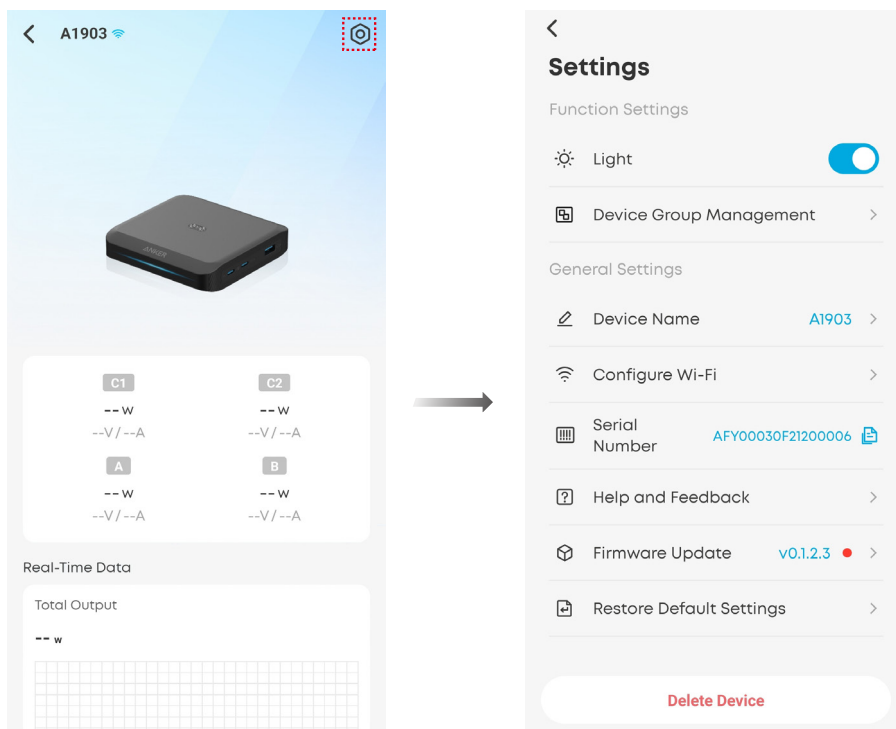 A1903
ANKER
C1
C2
--W
--W
--V/--A
--V/--A
A
B
--W
--W
--V/--A
--V/--A
Real-Time Data
Total Output
-- W
Settings
Function Settings
Light
Device Group Management
General Settings
Device Name
A1903
Configure Wi-Fi
Serial
Number
AFY00030F21200006
Help and Feedback
Firmware Update
v0.1.2.3
Restore Default Settings
Delete Device